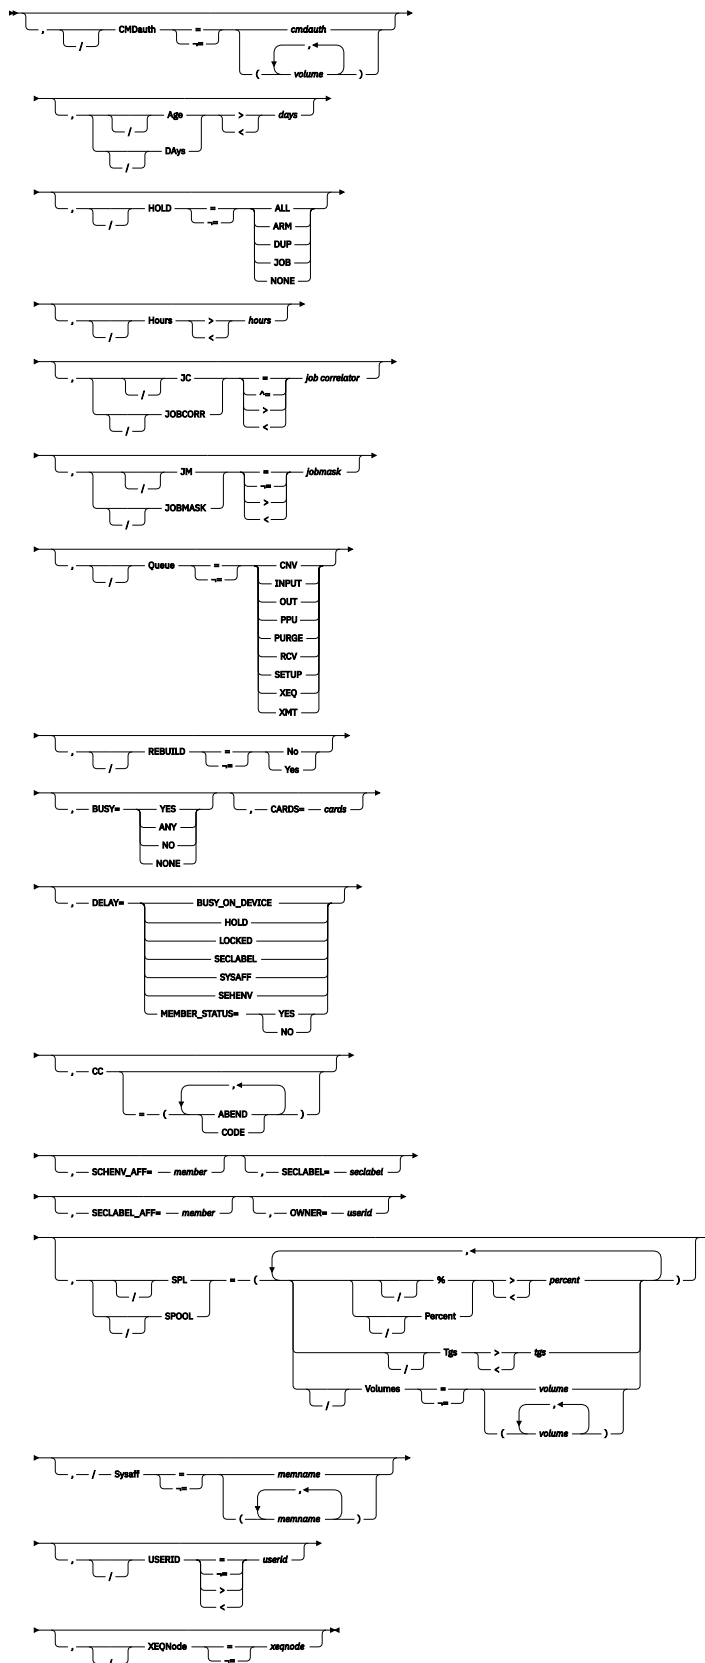 , / CMDauth = cmdauth
¬= ,
( volume )
, / Age > days
/ DAys <
, / HOLD = ALL
¬= ARM
DUP
JOB
NONE
, / Hours > hours
<
, / JC = job correlator
/ JOBCORR ^=
>
<
, / JM = jobmask
/ JOBMASK ¬=
>
<
, / Queue = CNV
¬= INPUT
OUT
PPU
PURGE
RCV
SETUP
XEQ
XMT
, / REBUILD = No
¬= Yes
, BUSY= YES , CARDS= cards
ANY
NO
NONE
, DELAY= BUSY_ON_DEVICE
HOLD
LOCKED
SECLABEL
SYSAFF
SEHENV
MEMBER_STATUS= YES
NO
, CC
,
= ( ABEND )
CODE
, SCHENV_AFF= member , SECLABEL= seclabel
, SECLABEL_AFF= member , OWNER= userid
,
, / SPL = ( / % > percent )
/ SPOOL / Percent <
/ Tgs > tgs
<
/ Volumes = volume
¬= ,
( volume )
, / Sysaff = memname
¬= ,
( memname )
, / USERID = userid
¬=
>
<
, / XEQNode = xeqnode
¬=